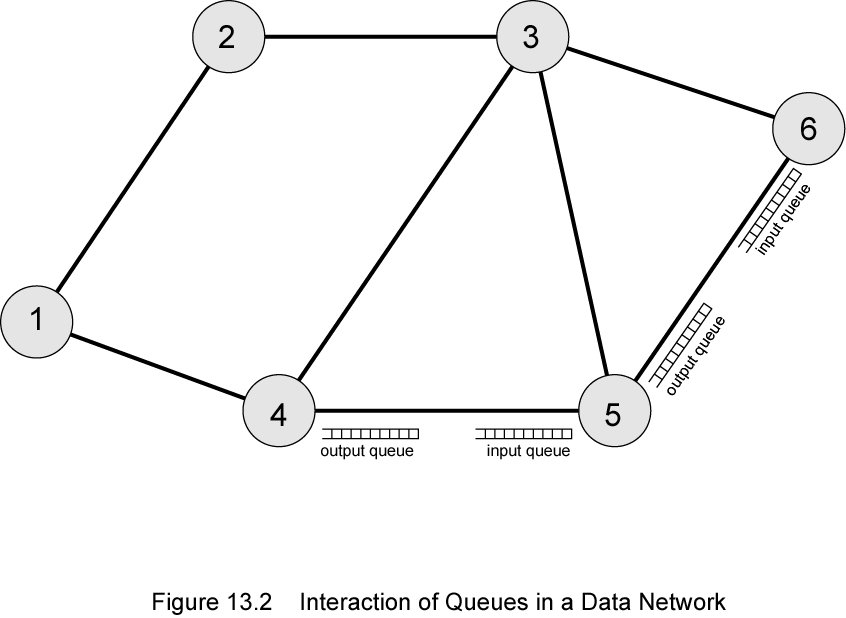 2
3
6
input queue
1
output queue
4
5
output queue
input queue
Figure 13.2 Interaction of Queues in a Data Network